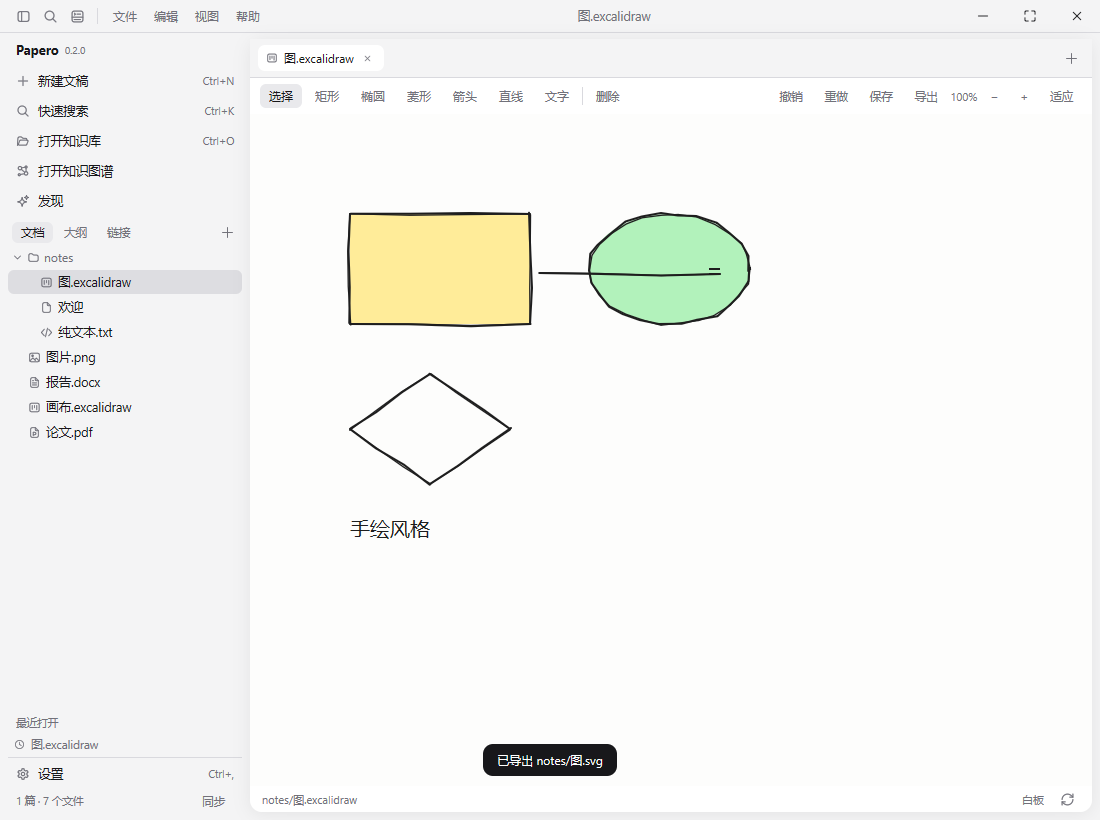 文件 编辑 视图 帮助 图.excalidraw
Papero 0.2.0
新建文稿 Ctrl+N
快速搜索 Ctrl+K
打开知识库 Ctrl+O
打开知识图谱
发现
文档 大纲 链接
notes
图.excalidraw
欢迎
纯文本.txt
图片.png
报告.docx
画布.excalidraw
论文.pdf
最近打开
图.excalidraw
设置 Ctrl+,
1 篇 · 7 个文件 同步
图.excalidraw
选择 矩形 椭圆 菱形 箭头 直线 文字 删除 撤销 重做 保存 导出 100% − + 适应
手绘风格
已导出 notes/图.svg
notes/图.excalidraw 白板